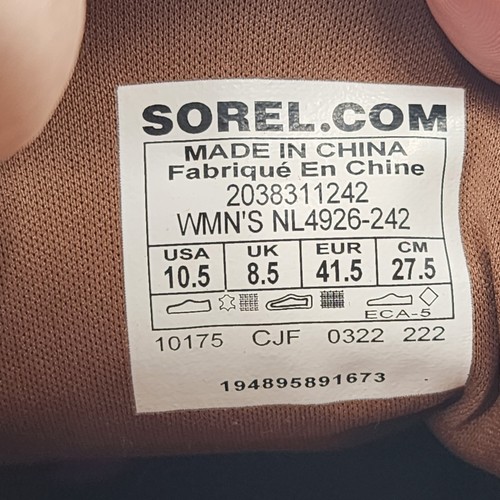 SOREL.COM
MADE IN CHINA
Fabriqué En Chine
2038311242
WMN'S NL4926-242
USA UK EUR CM
10.5 8.5 41.5 27.5
ECA-5
10175 CJF 0322 222
194895891673